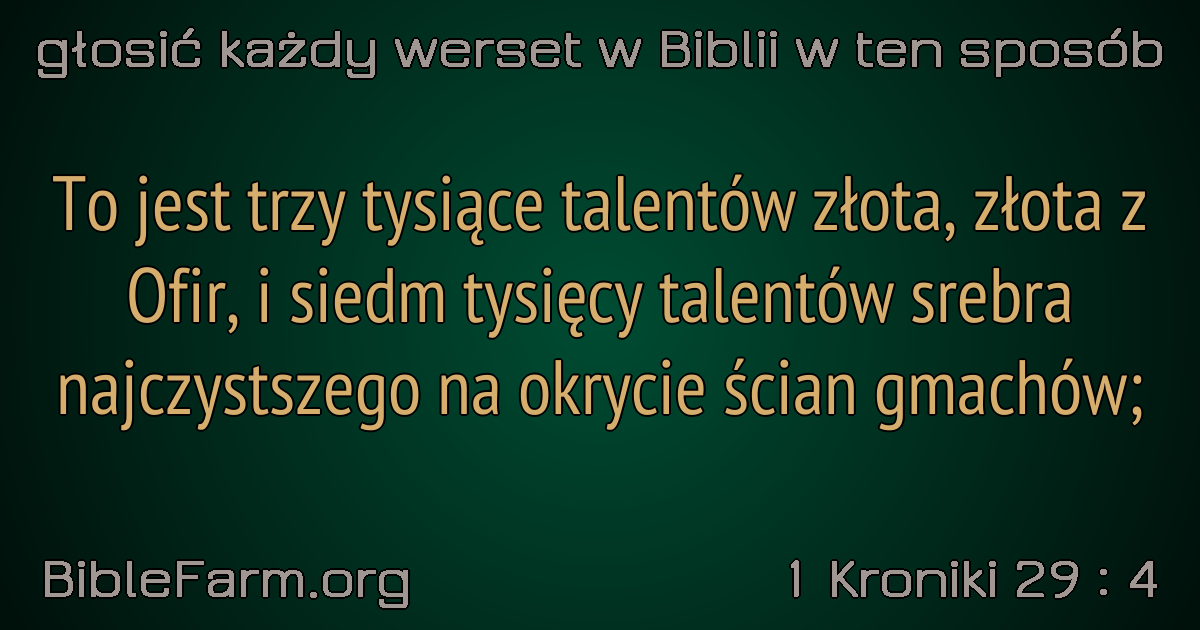 głosić każdy werset w Biblii w ten sposób
To jest trzy tysiące talentów złota, złota z
Ofir, i siedm tysięcy talentów srebra
najczystszego na okrycie ścian gmachów;
BibleFarm.org
1 Kroniki 29 : 4